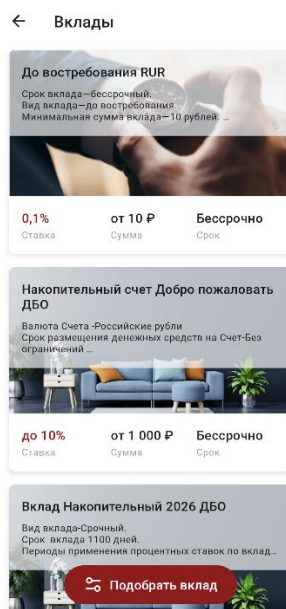 Вклады
До востребования RUR
Срок вклада—бессрочный.
Вид вклада—до востребования.
Минимальная сумма вклада—10 рублей. …
0,1%
от 10 ₽
Бессрочно
Ставка
Сумма
Срок
Накопительный счет Добро пожаловать
ДБО
Валюта Счета -Российские рубли
Срок размещения денежных средств на Счет-Без
ограничений …
до 10%
от 1 000 ₽
Бессрочно
Ставка
Сумма
Срок
Вклад Накопительный 2026 ДБО
Вид вклада-Срочный.
Срок вклада 1100 дней.
Периоды применения процентных ставок по вклад…
Подобрать вклад